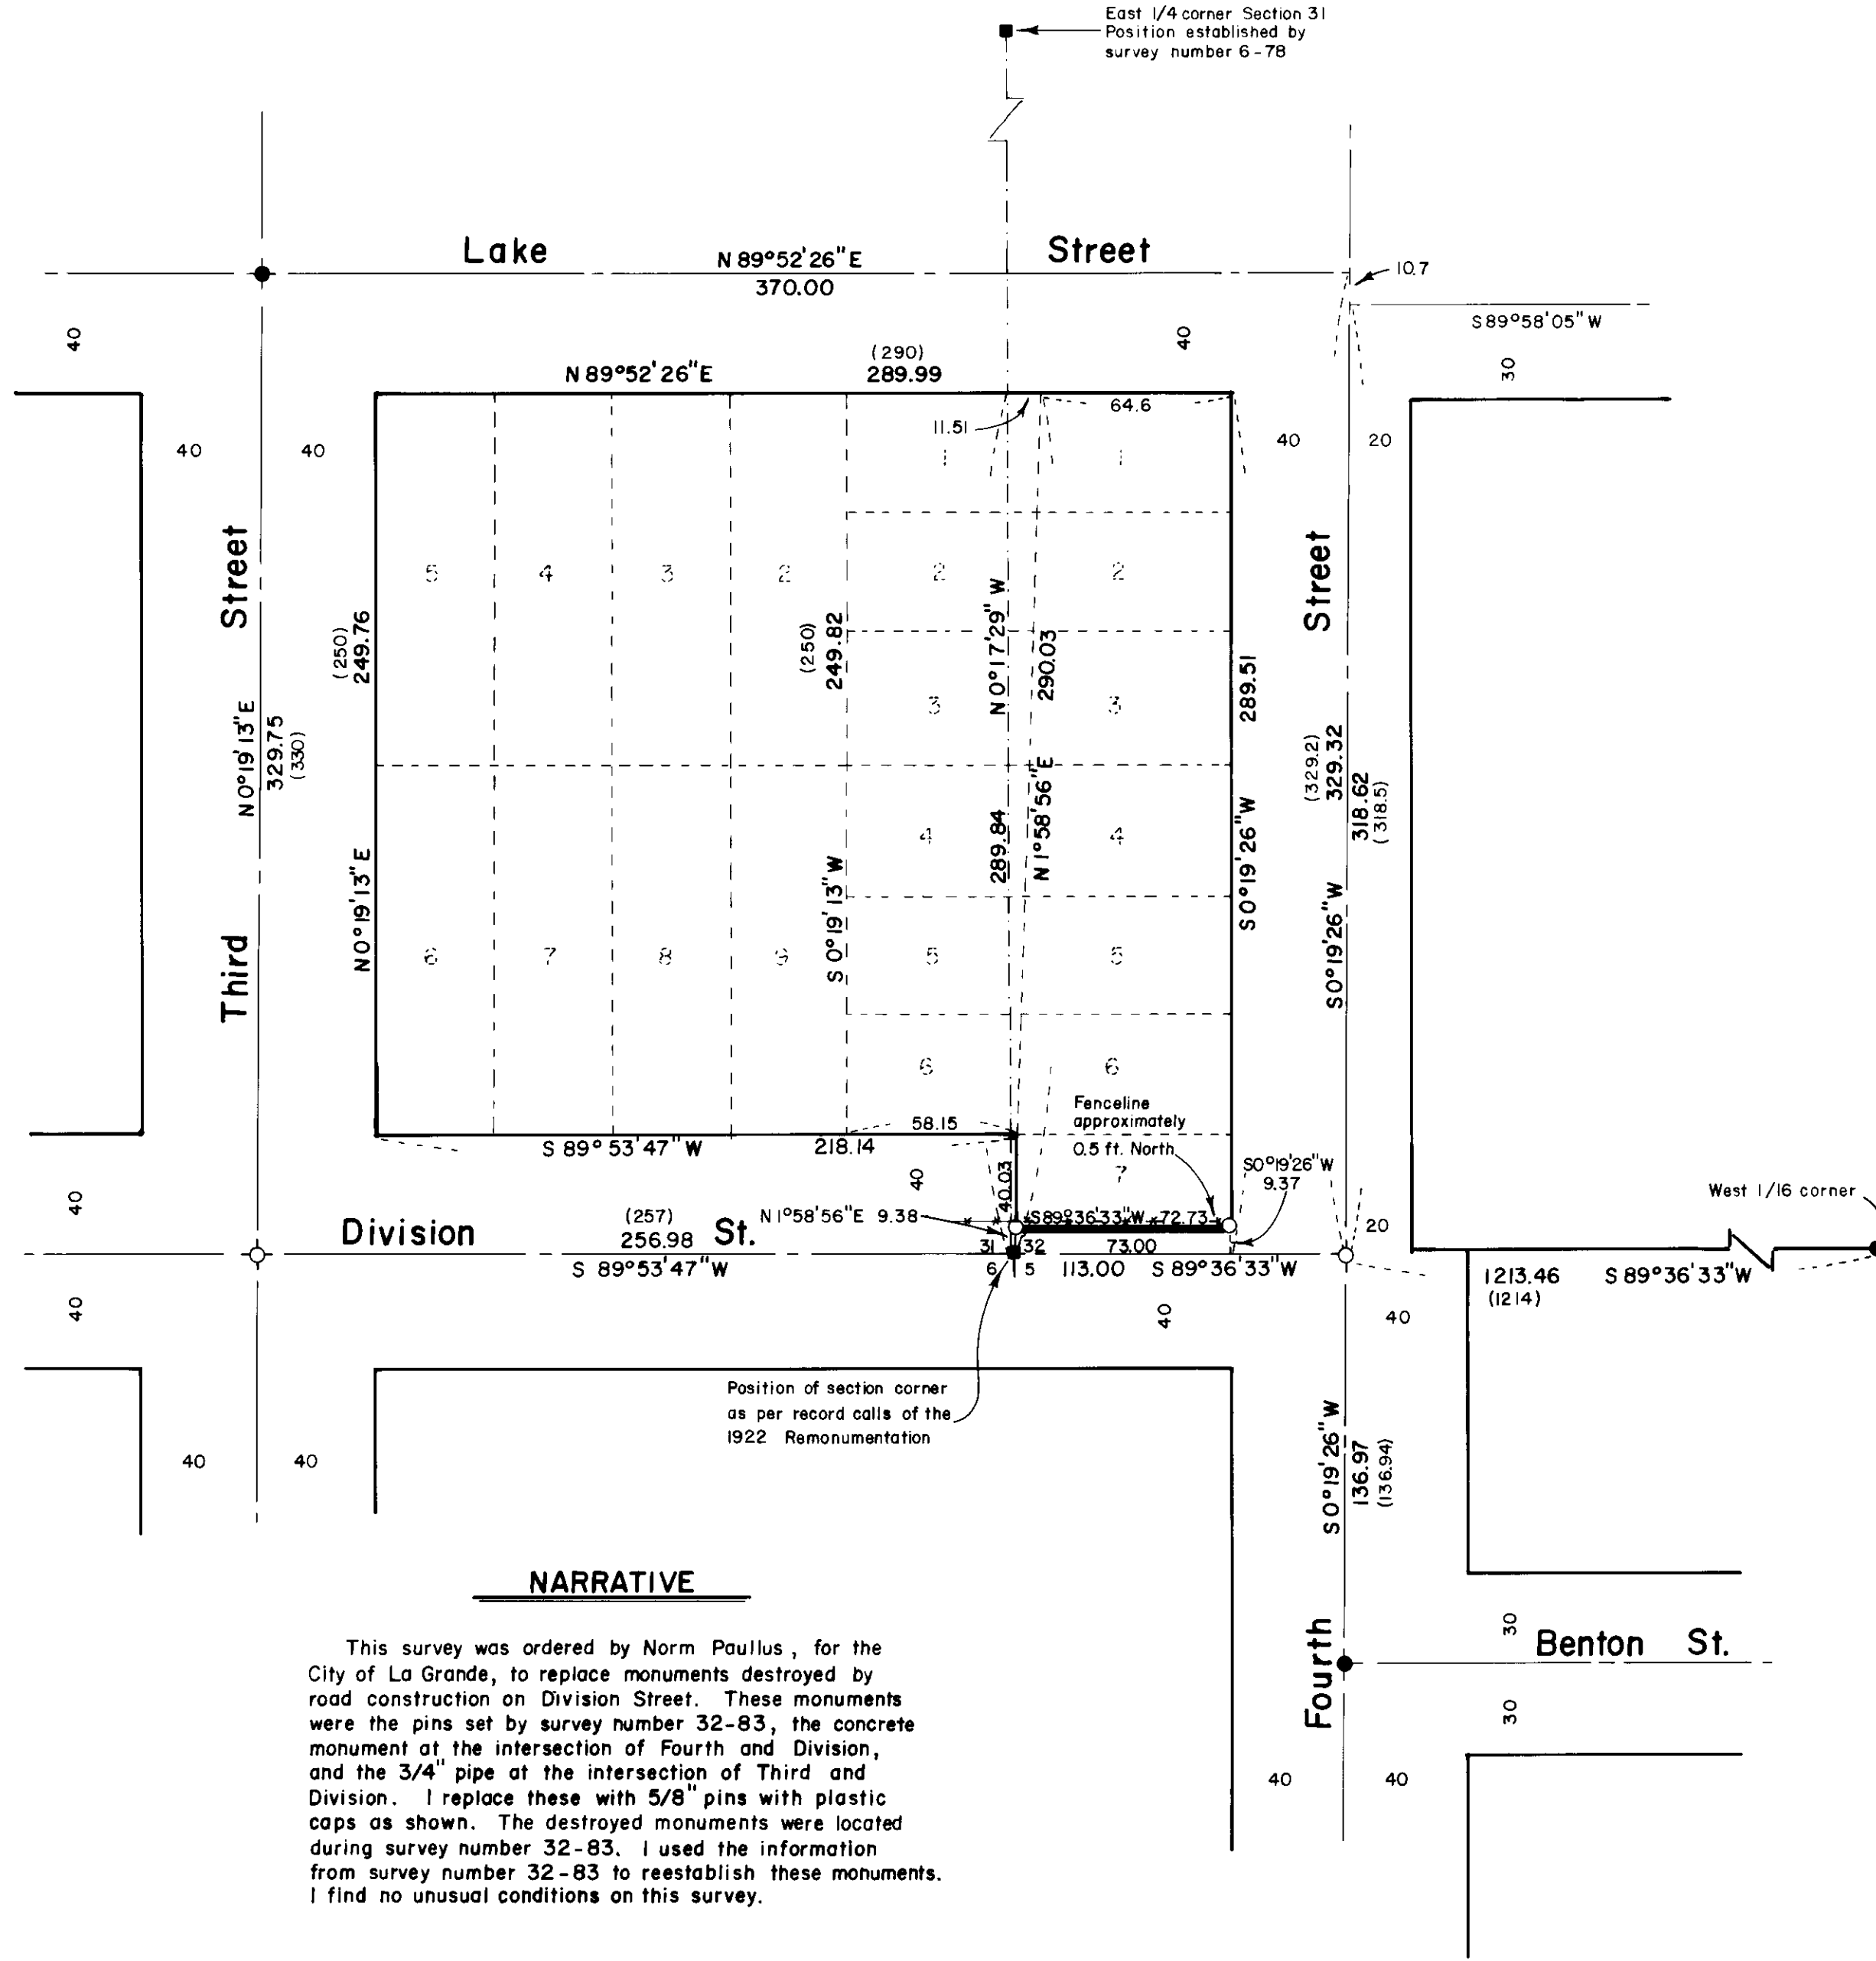 East 1/4 corner Section 31
Position established by
survey number 6-78
Lake Street
N 89°52'26"E
370.00
10.7
S89°58'05"W
40
40
30
(290)
N 89°52'26"E 289.99
64.6
11.51
40 40
40 20
1 1
Third Street
N0°19'13"E
329.75
(330)
(250)
249.76
N0°19'13"E
5 4 3 2
2 2
(250)
249.82
S 0°19'13"W
N 0°17'29" W
289.84
290.03
N 1°58'56"E
3 3
4 4
289.51
S0°19'26"W
Fourth Street
(329.2)
329.32
318.62
(318.5)
S0°19'26"W
6 7 8 9
5 5
6 6
58.15
S 89°53'47"W 218.14
Fenceline
approximately
0.5 ft. North
7
S0°19'26"W
9.37
40
40
40.03
N 1°58'56"E 9.38
S89°36'33"W 72.73
20
West 1/16 corner
Division St.
(257)
256.98
S 89°53'47"W
31 32
6 5
73.00
113.00 S 89°36'33"W
1213.46 S 89°36'33"W
(1214)
40
40
40
Position of section corner
as per record calls of the
1922 Remonumentation
40 40
S0°19'26"W
136.97
(136.94)
30
Benton St.
30
40 40
NARRATIVE
This survey was ordered by Norm Paullus, for the
City of La Grande, to replace monuments destroyed by
road construction on Division Street. These monuments
were the pins set by survey number 32-83, the concrete
monument at the intersection of Fourth and Division,
and the 3/4" pipe at the intersection of Third and
Division. I replace these with 5/8" pins with plastic
caps as shown. The destroyed monuments were located
during survey number 32-83. I used the information
from survey number 32-83 to reestablish these monuments.
I find no unusual conditions on this survey.